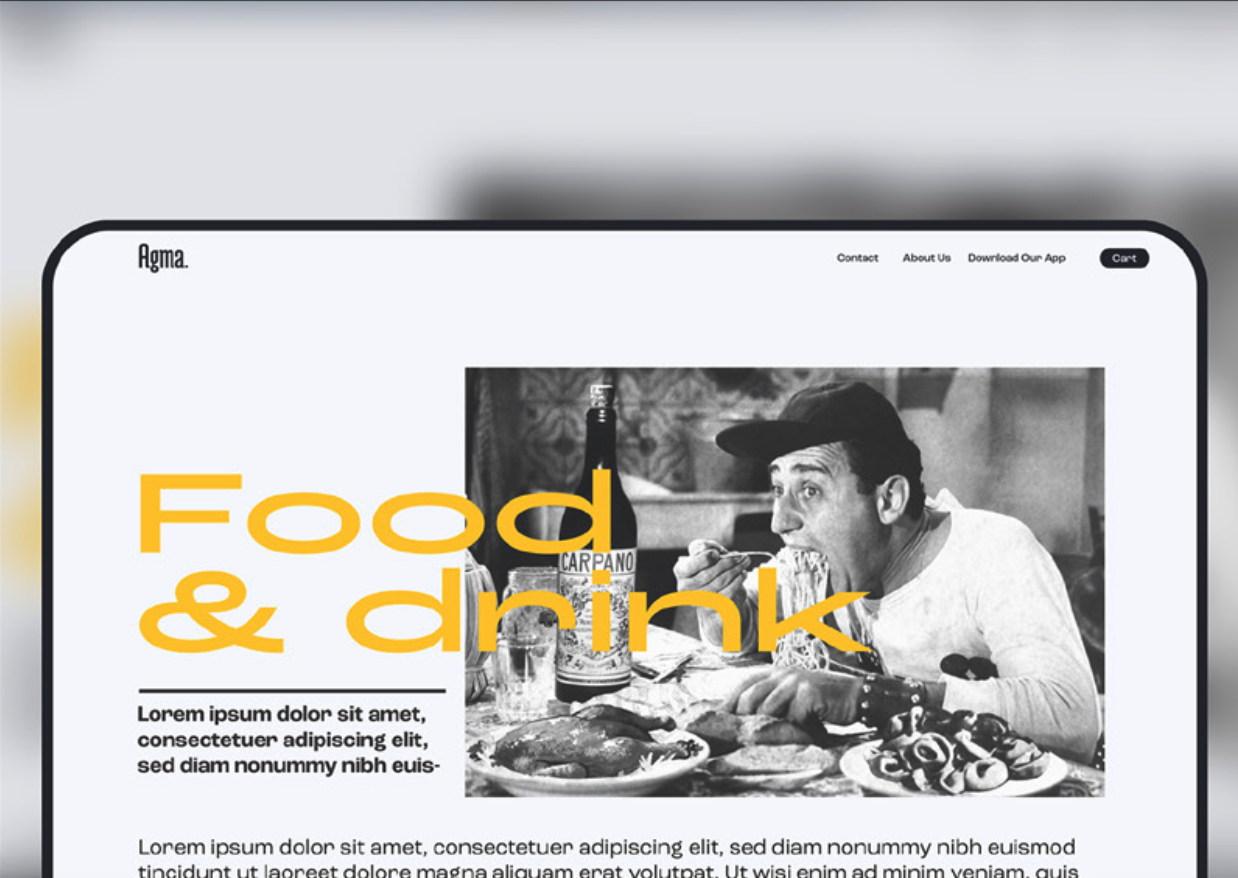 Agma.
Contact About Us Download Our App Cart
Food
& drink
CARPANO
Lorem ipsum dolor sit amet,
consectetuer adipiscing elit,
sed diam nonummy nibh euis-
Lorem ipsum dolor sit amet, consectetuer adipiscing elit, sed diam nonummy nibh euismod
tincidunt ut laoreet dolore magna aliquam erat volutpat. Ut wisi enim ad minim veniam, quis